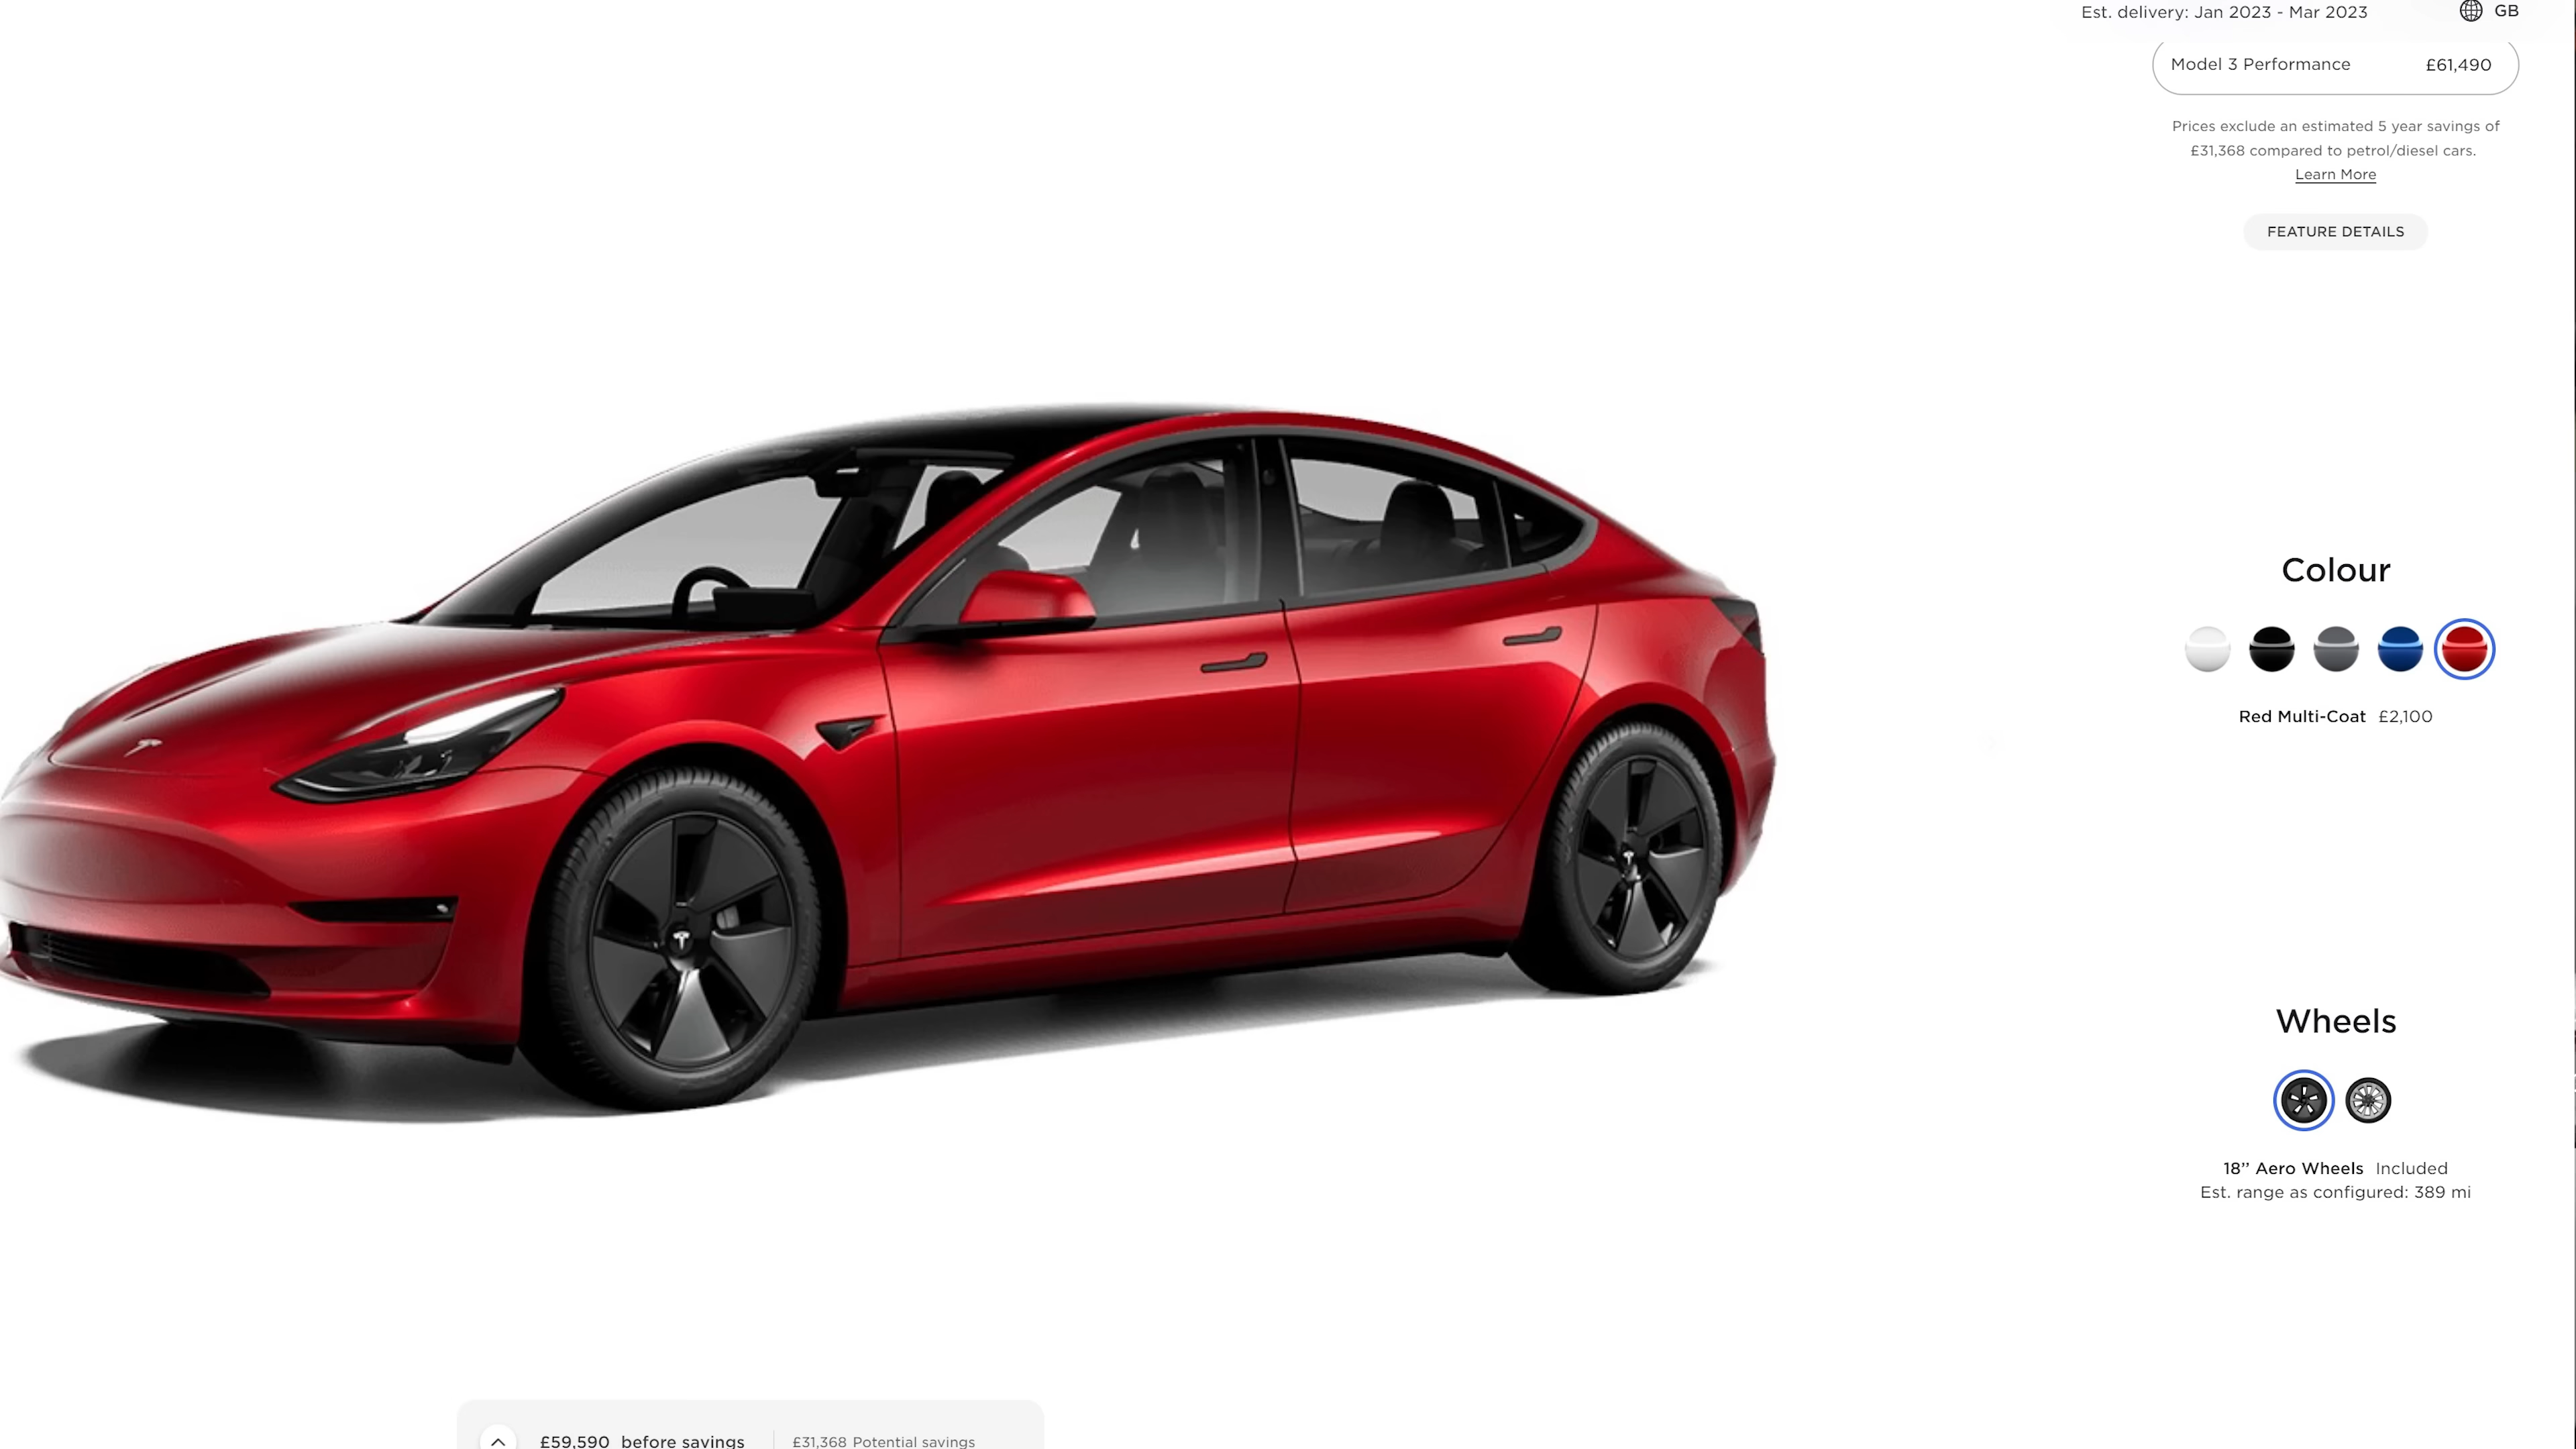 Est. delivery: Jan 2023 - Mar 2023 GB
Model 3 Performance £61,490
Prices exclude an estimated 5 year savings of
£31,368 compared to petrol/diesel cars.
Learn More
FEATURE DETAILS
Colour
Red Multi-Coat £2,100
Wheels
18’’ Aero Wheels Included
Est. range as configured: 389 mi
£59,590 before savings £31,368 Potential savings